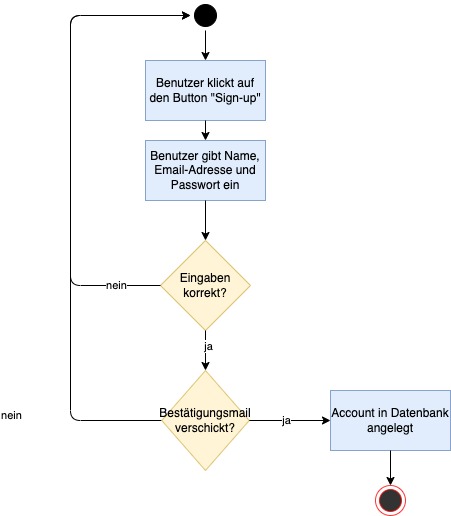 Benutzer klickt auf
den Button "Sign-up"
Benutzer gibt Name,
Email-Adresse und
Passwort ein
Eingaben
korrekt?
nein
ja
Bestätigungsmail
verschickt?
nein
ja
Account in Datenbank
angelegt